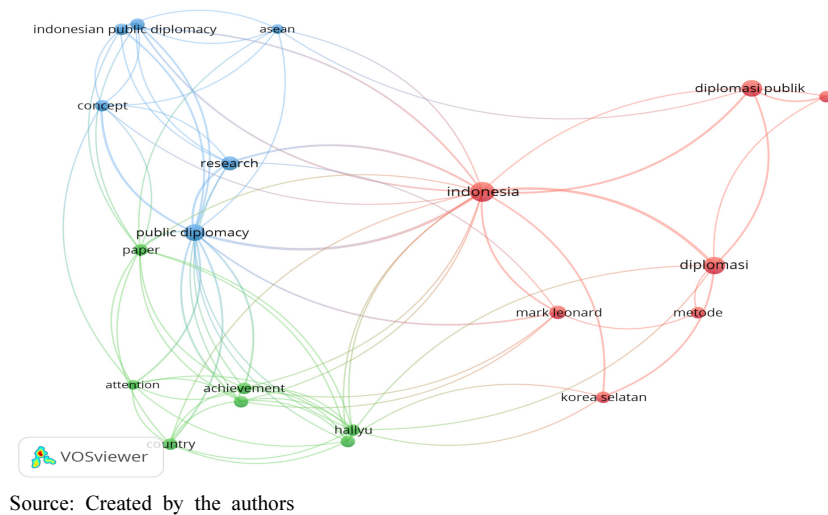 indonesian public diplomacy
asean
diplomasi publik
concept
research
indonesia
public diplomacy
paper
diplomasi
mark leonard
metode
attention
achievement
korea selatan
hallyu
country
VOSviewer
Source: Created by the authors